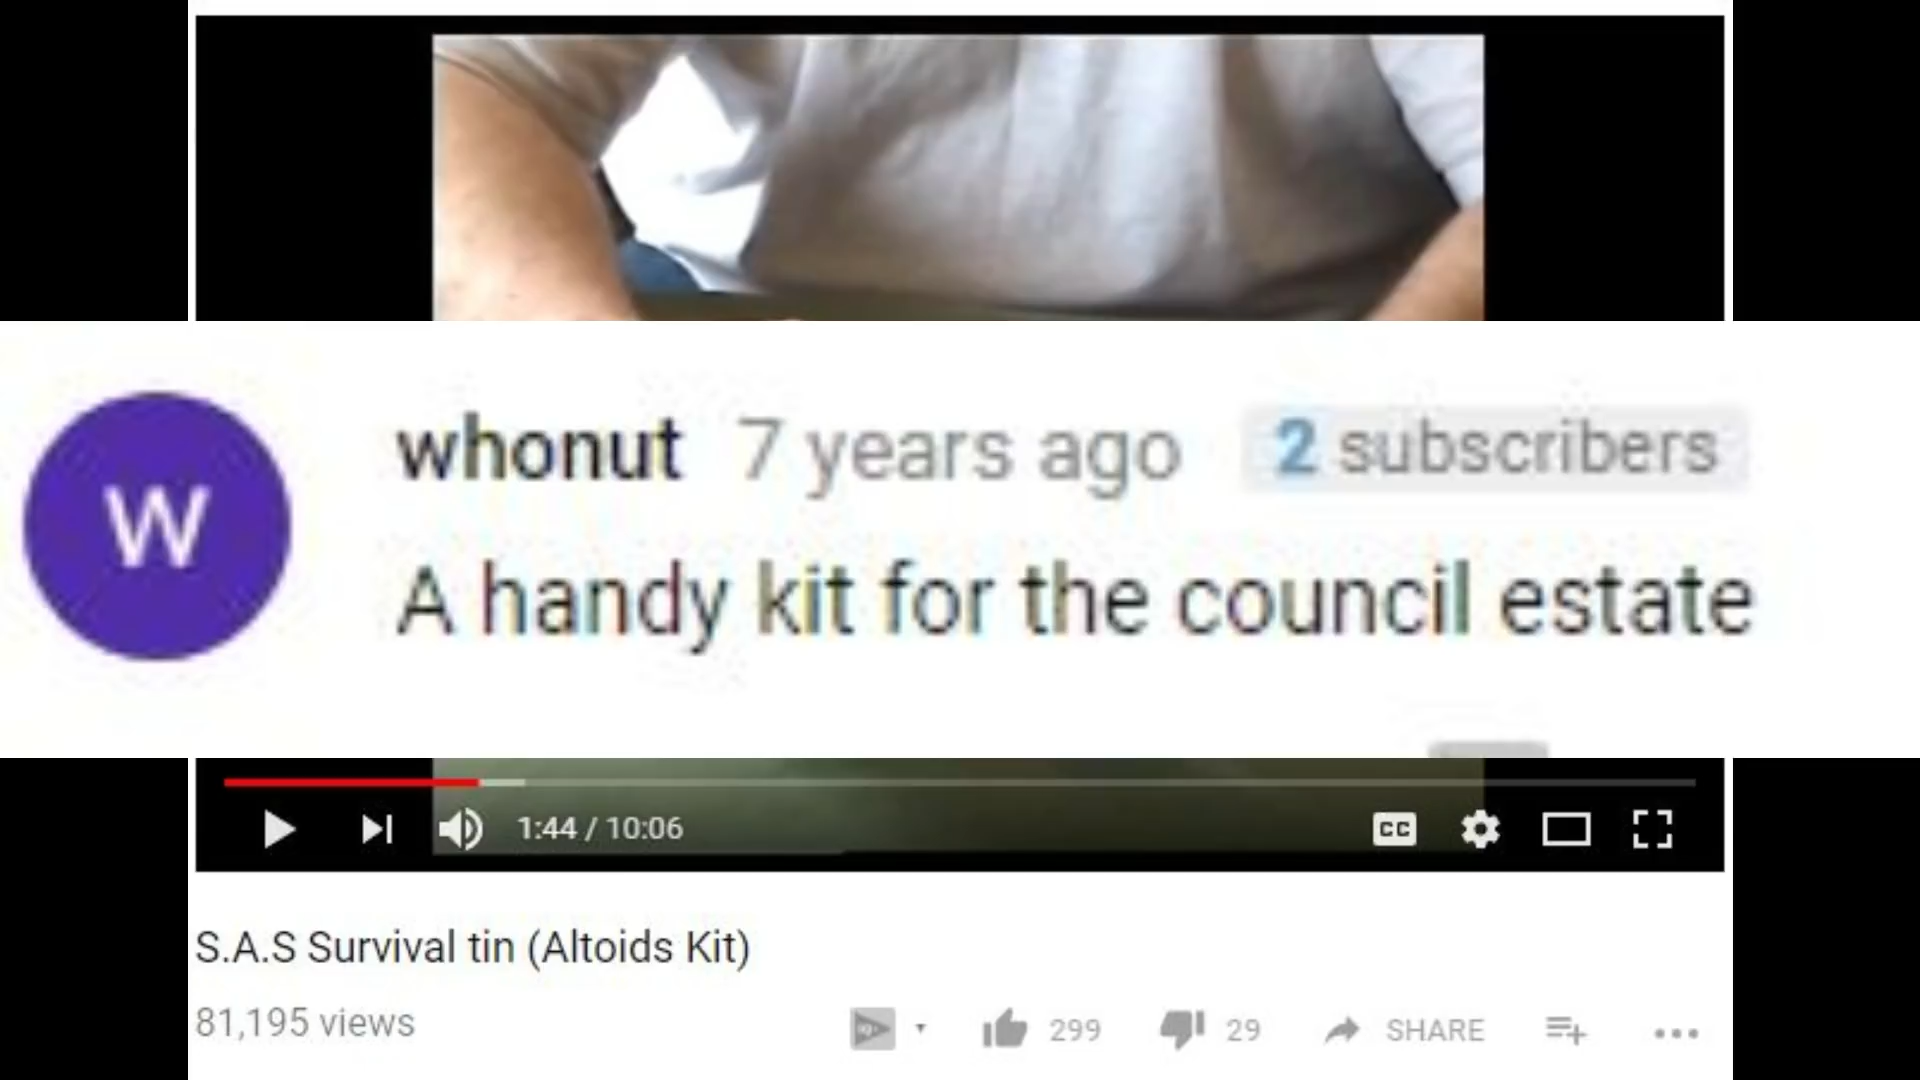 W
whonut 7 years ago 2 subscribers
A handy kit for the council estate
1:44 / 10:06 CC
S.A.S Survival tin (Altoids Kit)
81,195 views 299 29 SHARE